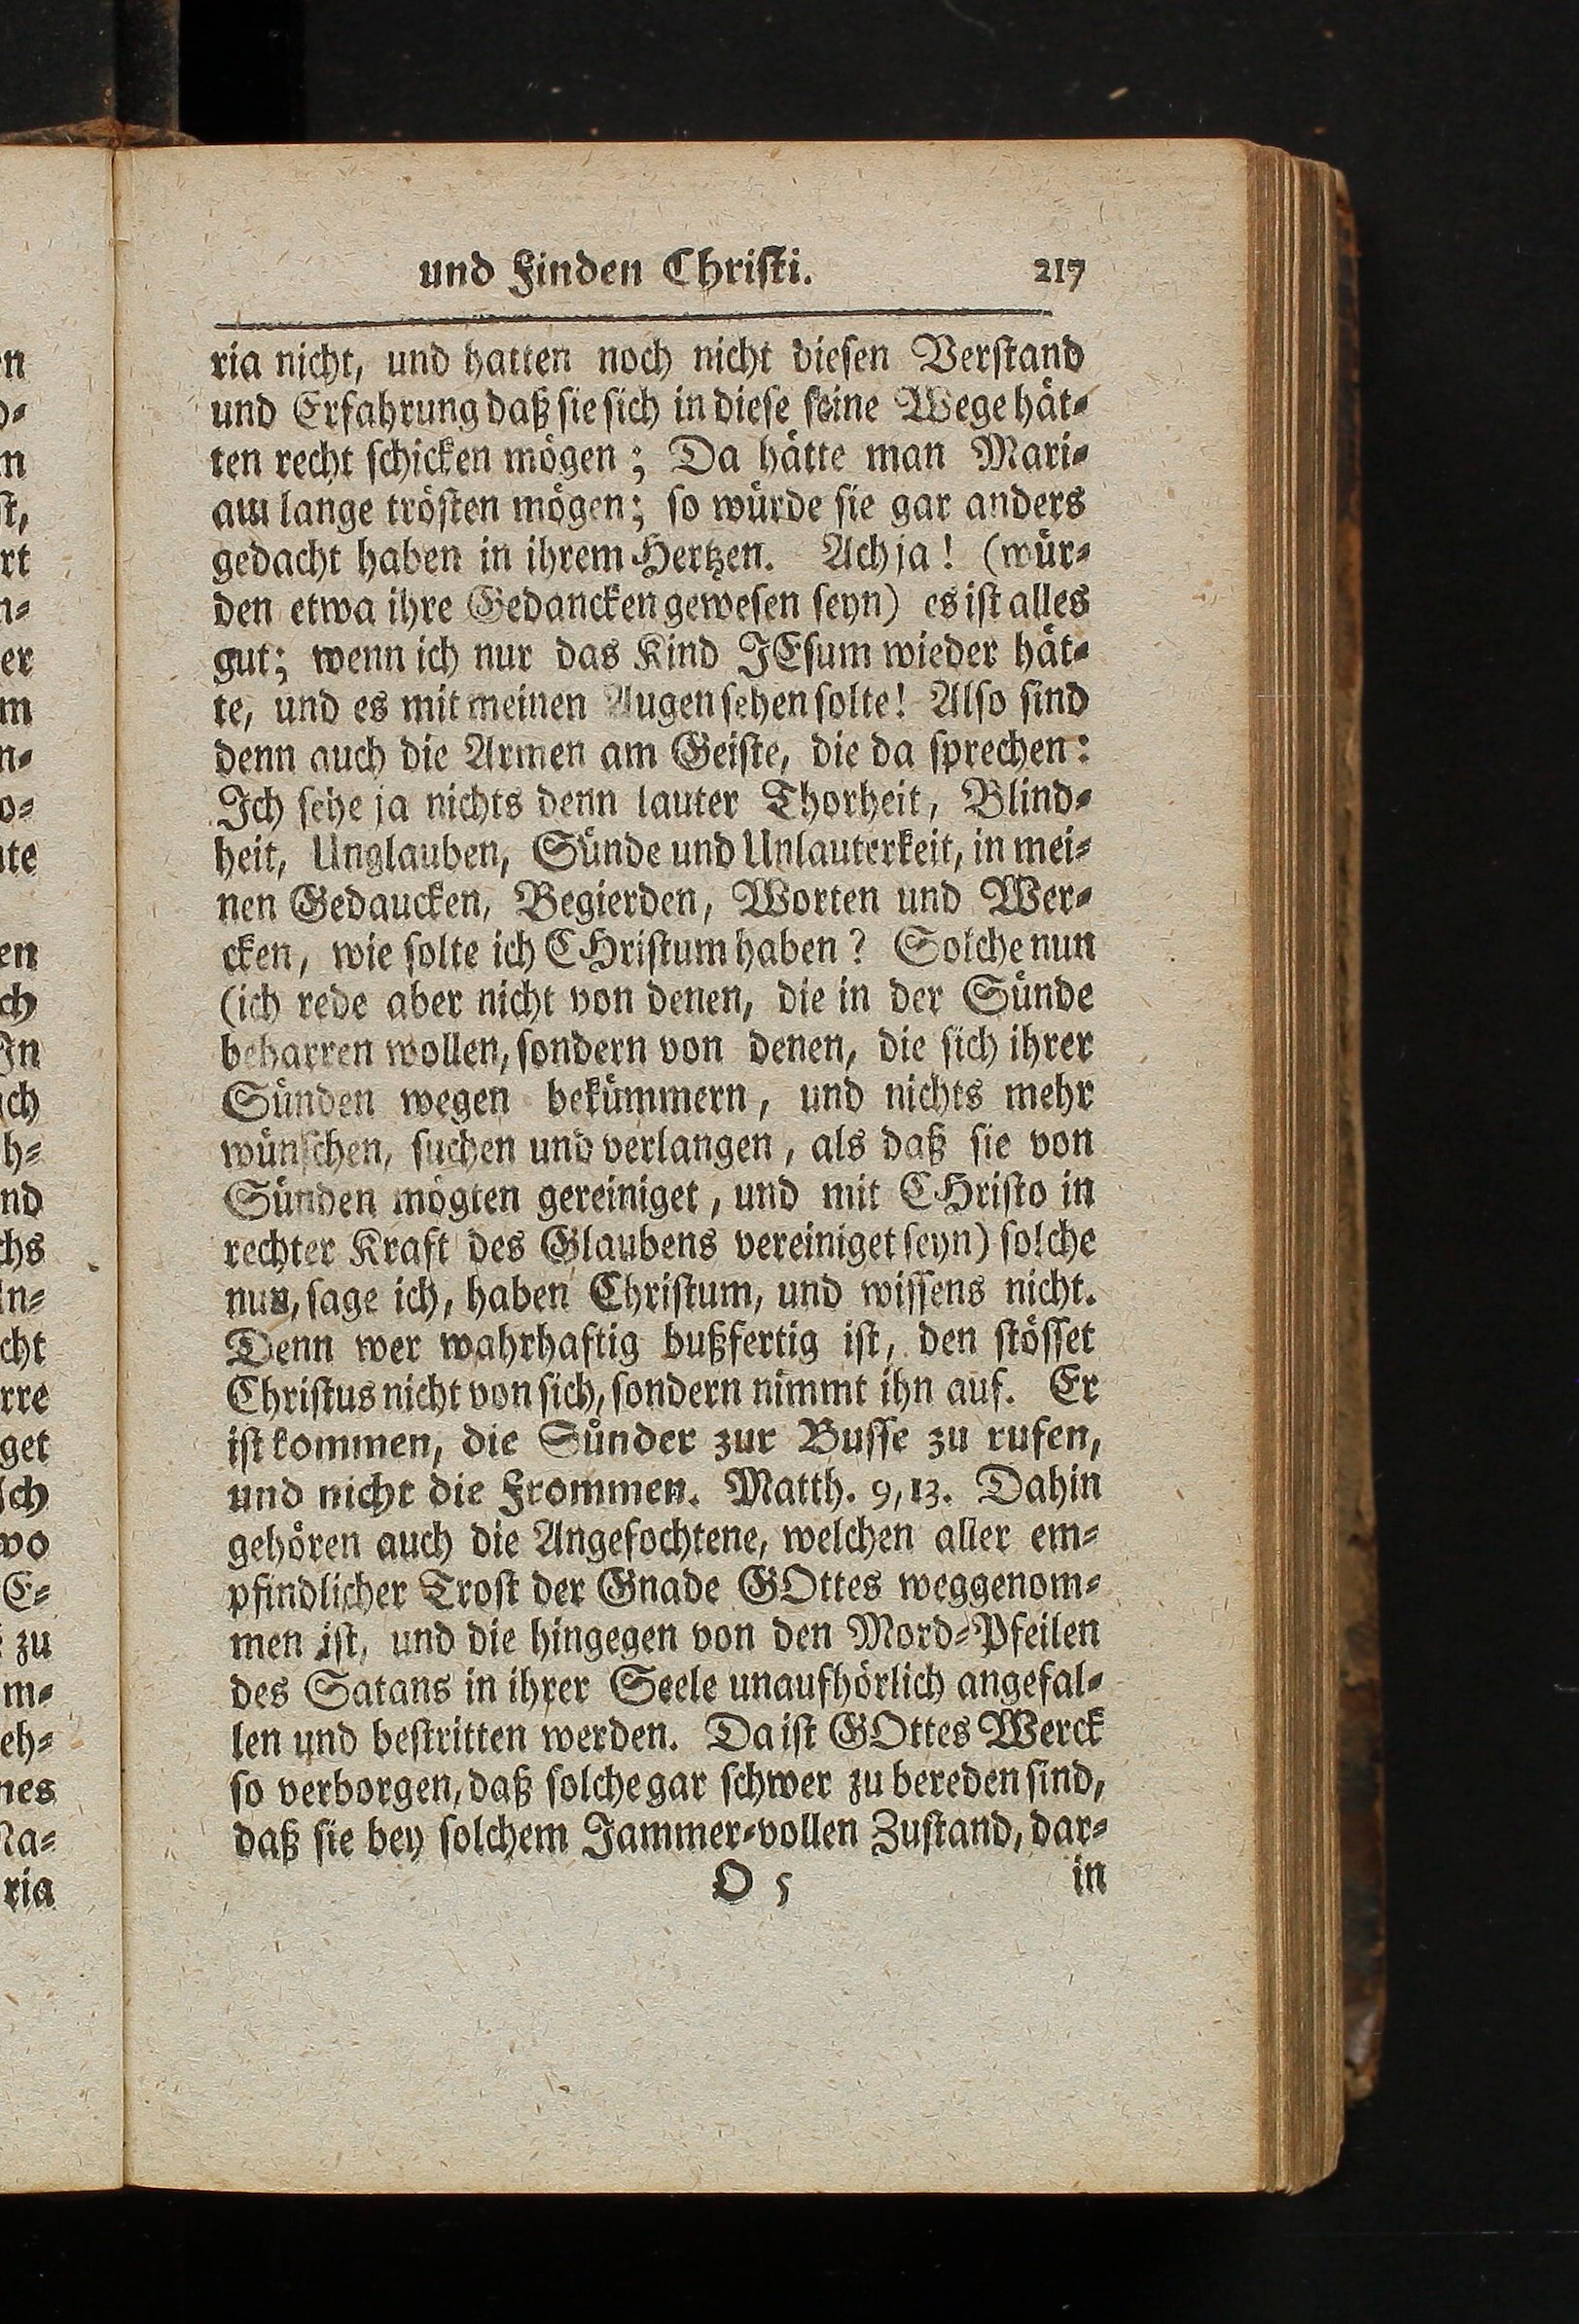 und Finden Christi. 217
ria nicht, und hatten noch nicht diesen Verstand
und Erfahrung daß sie sich in diese seine Wege hät-
ten recht schicken mögen; Da hätte man Mari-
am lange trösten mögen; so würde sie gar anders
gedacht haben in ihrem Hertzen. Ach ja! (wür-
den etwa ihre Gedancken gewesen seyn) es ist alles
gut; wenn ich nur das Kind JEsum wieder hät-
te, und es mit meinen Augen sehen solte! Also sind
denn auch die Armen am Geiste, die da sprechen:
Ich sehe ja nichts denn lauter Thorheit, Blind-
heit, Unglauben, Sünde und Unlauterkeit, in mei-
nen Gedaucken, Begierden, Worten und Wer-
cken, wie solte ich CHristum haben? Solche nun
(ich rede aber nicht von denen, die in der Sünde
beharren wollen, sondern von denen, die sich ihrer
Sünden wegen bekümmern, und nichts mehr
wünschen, suchen und verlangen, als daß sie von
Sünden mögten gereiniget, und mit CHristo in
rechter Kraft des Glaubens vereiniget seyn) solche
nun, sage ich, haben Christum, und wissens nicht.
Denn wer wahrhaftig bußfertig ist, den stösset
Christus nicht von sich, sondern nimmt ihn auf. Er
ist kommen, die Sünder zur Busse zu rufen,
und nicht die Frommen. Matth. 9, 13. Dahin
gehören auch die Angefochtene, welchen aller em-
pfindlicher Trost der Gnade GOttes weggenom-
men ist, und die hingegen von den Mord-Pfeilen
des Satans in ihrer Seele unaufhörlich angefal-
len und bestritten werden. Da ist GOttes Werck
so verborgen, daß solche gar schwer zu bereden sind,
daß sie bey solchem Jammer-vollen Zustand, dar-
O 5 in